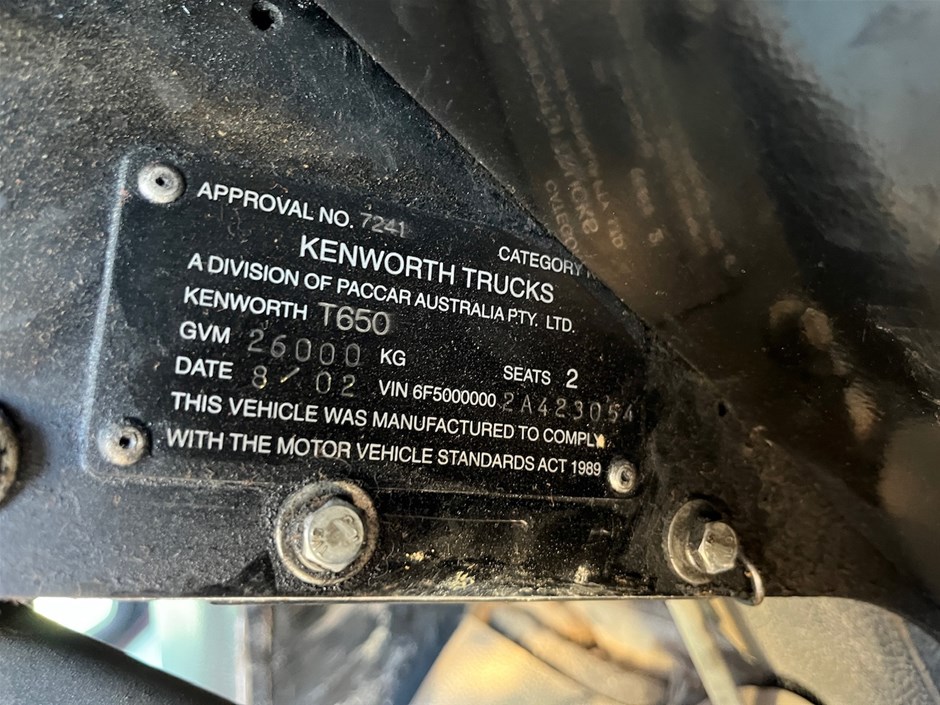 APPROVAL NO. 7241
CATEGORY
KENWORTH TRUCKS
A DIVISION OF PACCAR AUSTRALIA PTY. LTD.
KENWORTH T650
GVM 26000 KG SEATS 2
DATE 8/02 VIN 6F5000000 2A423054
THIS VEHICLE WAS MANUFACTURED TO COMPLY
WITH THE MOTOR VEHICLE STANDARDS ACT 1989